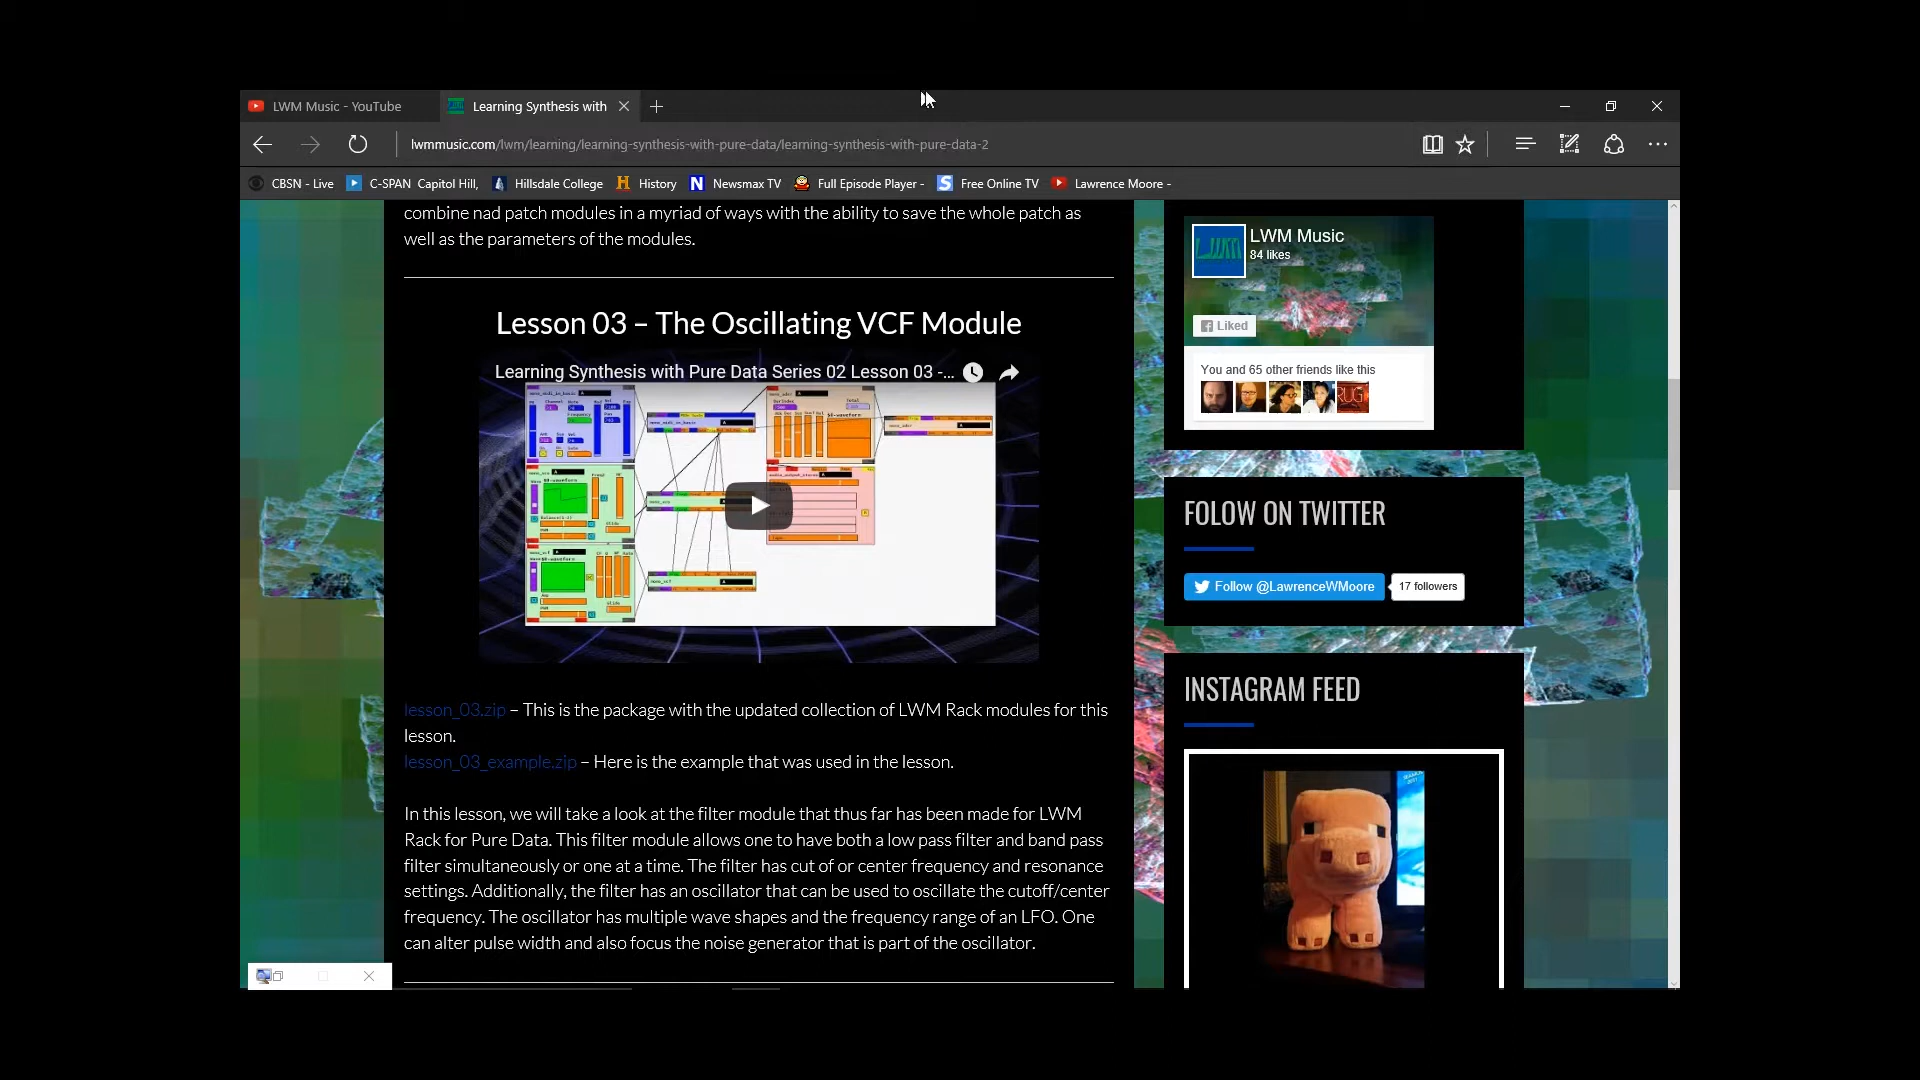 LWM Music - YouTube
Learning Synthesis with
lwmmusic.com/lwm/learning/learning-synthesis-with-pure-data/learning-synthesis-with-pure-data-2
CBSN - Live
C-SPAN Capitol Hill,
Hillsdale College
History
Newsmax TV
Full Episode Player -
Free Online TV
Lawrence Moore -
combine nad patch modules in a myriad of ways with the ability to save the whole patch as
well as the parameters of the modules.
Lesson 03 – The Oscillating VCF Module
Learning Synthesis with Pure Data Series 02 Lesson 03 -...
lesson_03.zip – This is the package with the updated collection of LWM Rack modules for this
lesson.
lesson_03_example.zip – Here is the example that was used in the lesson.
In this lesson, we will take a look at the filter module that thus far has been made for LWM
Rack for Pure Data. This filter module allows one to have both a low pass filter and band pass
filter simultaneously or one at a time. The filter has cut of or center frequency and resonance
settings. Additionally, the filter has an oscillator that can be used to oscillate the cutoff/center
frequency. The oscillator has multiple wave shapes and the frequency range of an LFO. One
can alter pulse width and also focus the noise generator that is part of the oscillator.
LWM
LWM Music
84 likes
Liked
You and 65 other friends like this
RUG
FOLOW ON TWITTER
Follow @LawrenceWMoore
17 followers
INSTAGRAM FEED